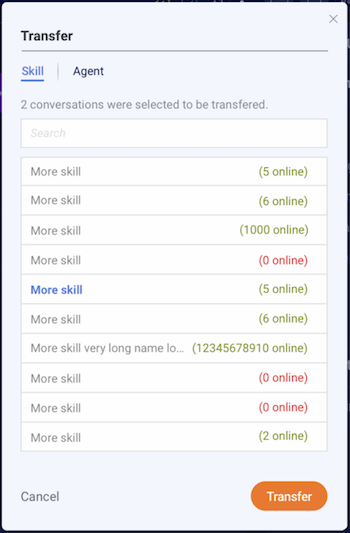 Transfer
Skill Agent
2 conversations were selected to be transfered.
Search
More skill (5 online)
More skill (6 online)
More skill (1000 online)
More skill (0 online)
More skill (5 online)
More skill (6 online)
More skill very long name lo... (12345678910 online)
More skill (0 online)
More skill (0 online)
More skill (2 online)
Cancel Transfer